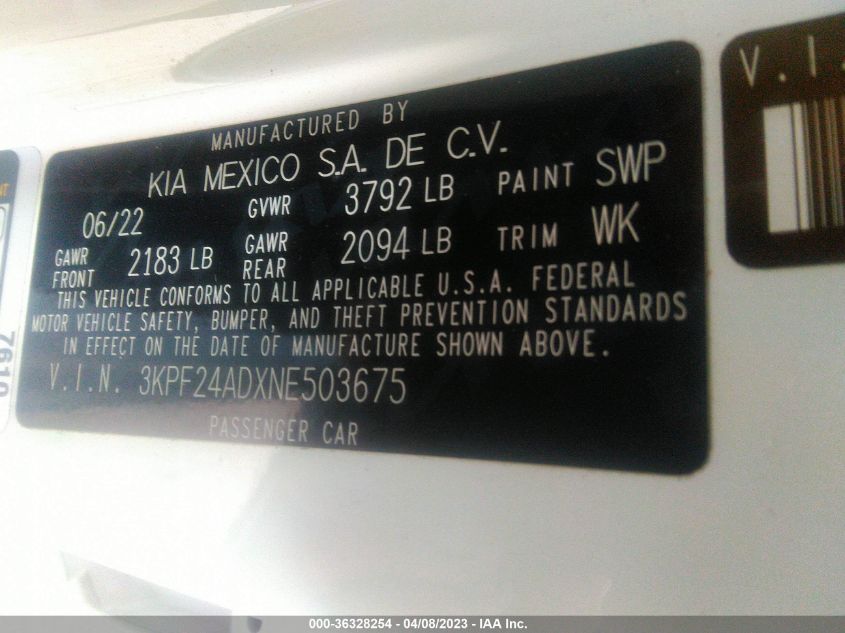 MANUFACTURED BY
KIA MEXICO S.A. DE C.V.
06/22 GVWR 3792 LB PAINT SWP
GAWR FRONT 2183 LB GAWR REAR 2094 LB TRIM WK
THIS VEHICLE CONFORMS TO ALL APPLICABLE U.S.A. FEDERAL
MOTOR VEHICLE SAFETY, BUMPER, AND THEFT PREVENTION STANDARDS
IN EFFECT ON THE DATE OF MANUFACTURE SHOWN ABOVE.
V.I.N. 3KPF24ADXNE503675
PASSENGER CAR
V.I.
7610
000-36328254 - 04/08/2023 - IAA Inc.